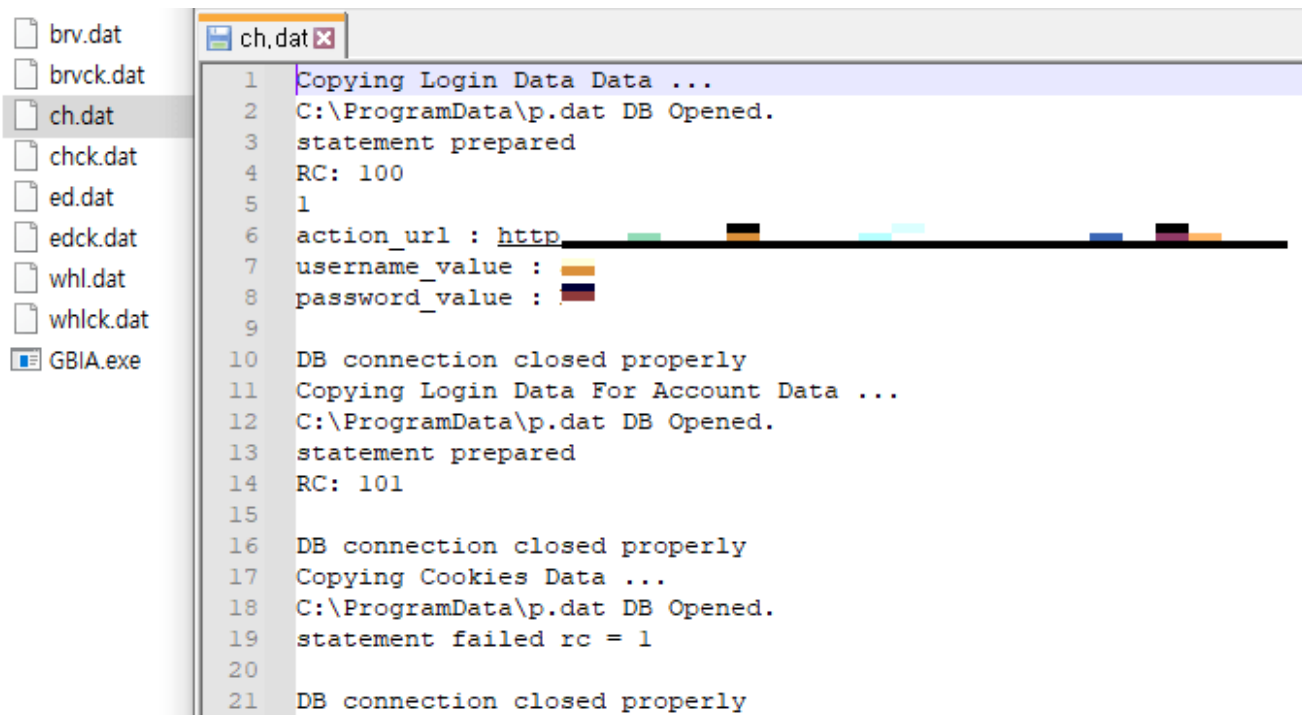 brv.dat
brvck.dat
ch.dat
chck.dat
ed.dat
edck.dat
whl.dat
whlck.dat
GBIA.exe
ch.dat
1 Copying Login Data Data ...
2 C:\ProgramData\p.dat DB Opened.
3 statement prepared
4 RC: 100
5 1
6 action_url : http
7 username_value :
8 password_value :
9
10 DB connection closed properly
11 Copying Login Data For Account Data ...
12 C:\ProgramData\p.dat DB Opened.
13 statement prepared
14 RC: 101
15
16 DB connection closed properly
17 Copying Cookies Data ...
18 C:\ProgramData\p.dat DB Opened.
19 statement failed rc = 1
20
21 DB connection closed properly